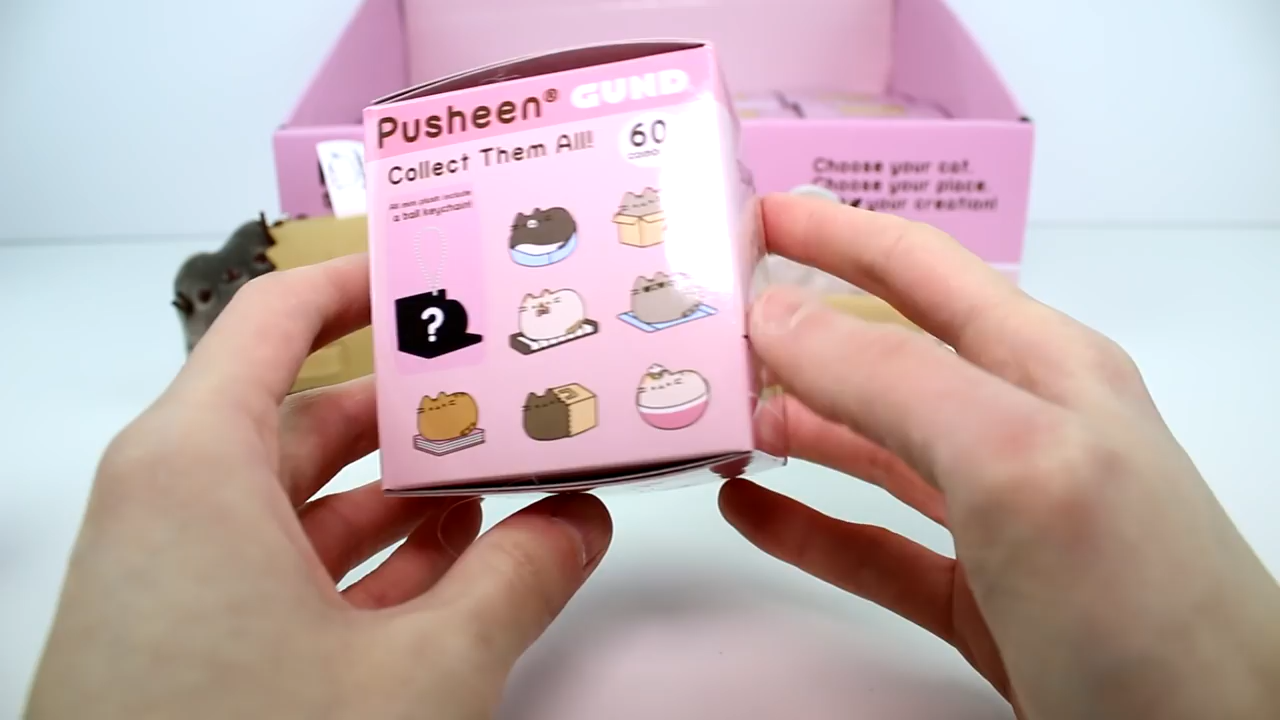 Pusheen® GUND
Collect Them All!
60
All mini plush include
a ball keychain!
?
Choose your cat.
Choose your place.
your creation!